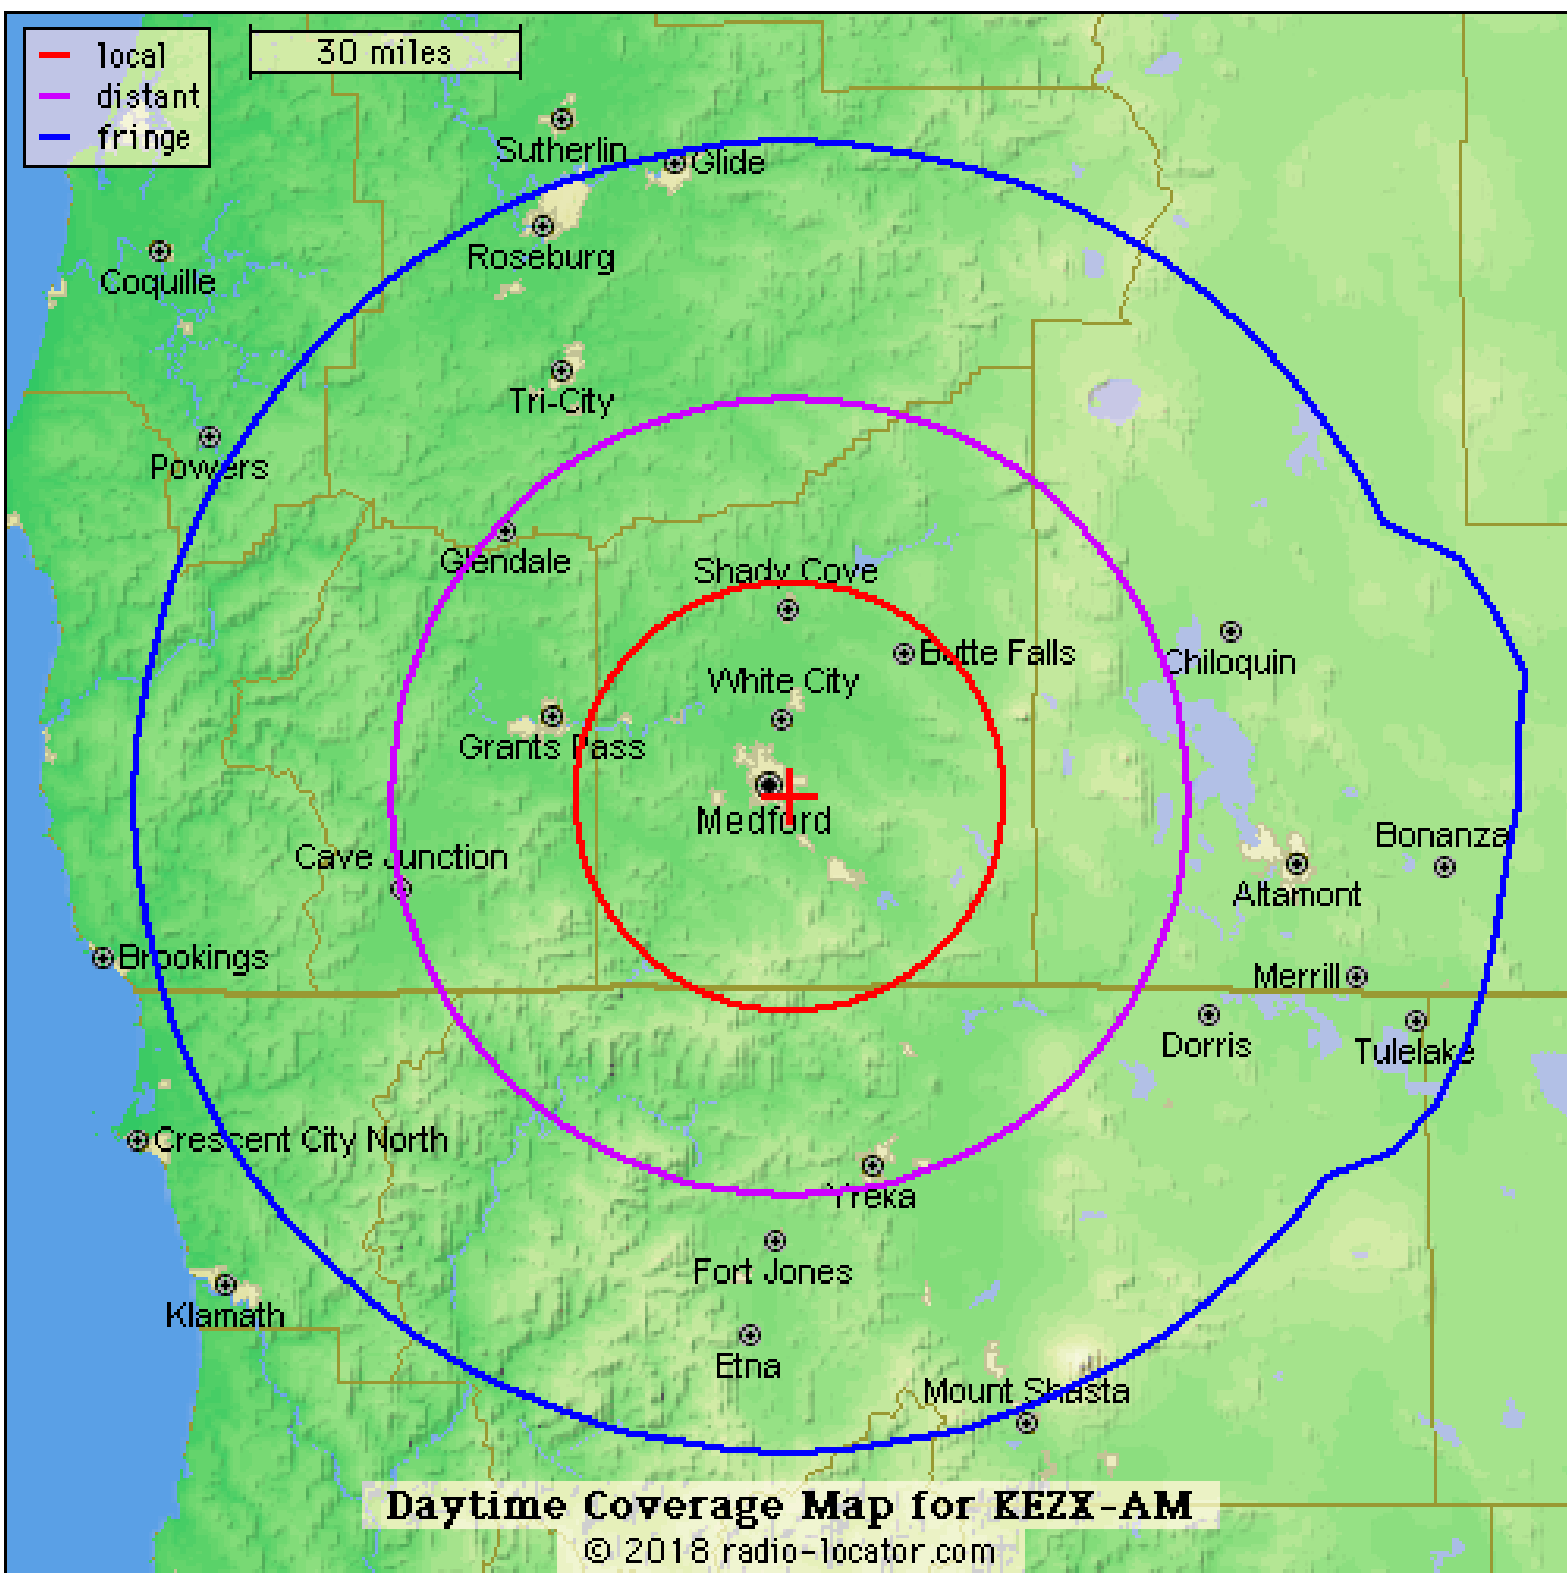 local
30 miles
distant
fringe
Sutherlin
Glide
Roseburg
Coquille
Tri-City
Powers
Glendale
Shady Cove
Butte Falls
Chiloquin
White City
Grants Pass
Medford
Bonanza
Cave Junction
Altamont
Brookings
Merrill
Dorris
Tulelake
Crescent City North
Yreka
Fort Jones
Klamath
Etna
Mount Shasta
Daytime Coverage Map for KEZX-AM
© 2018 radio-locator.com